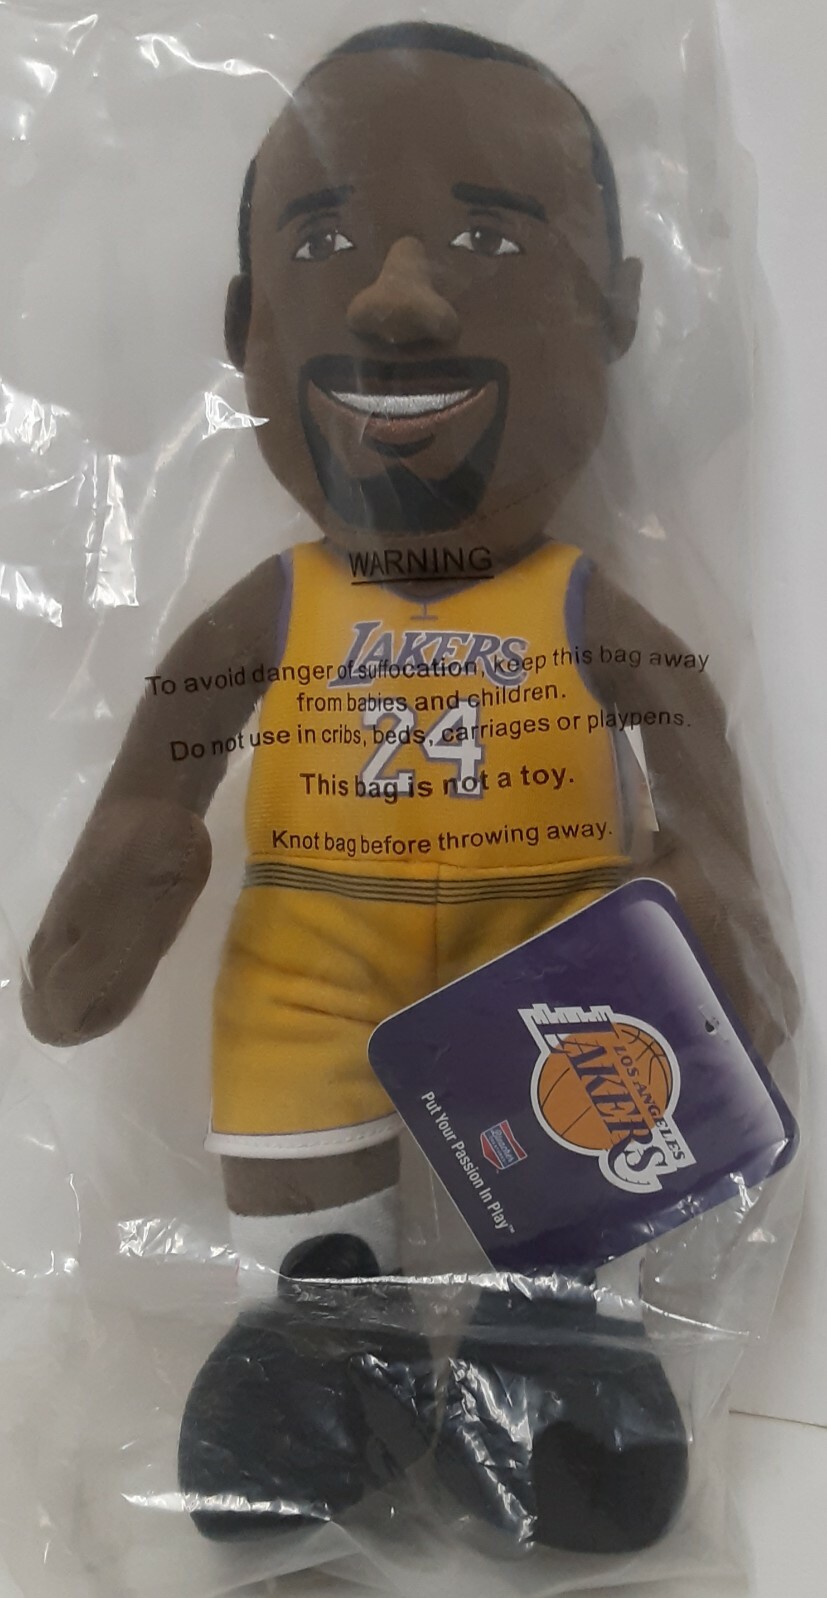 WARNING
LAKERS
To avoid danger of suffocation, keep this bag away
from babies and children.
24
Do not use in cribs, beds, carriages or playpens.
This bag is not a toy.
Knot bag before throwing away.
LOS ANGELES
LAKERS
Bleacher
Put Your Passion In Play™